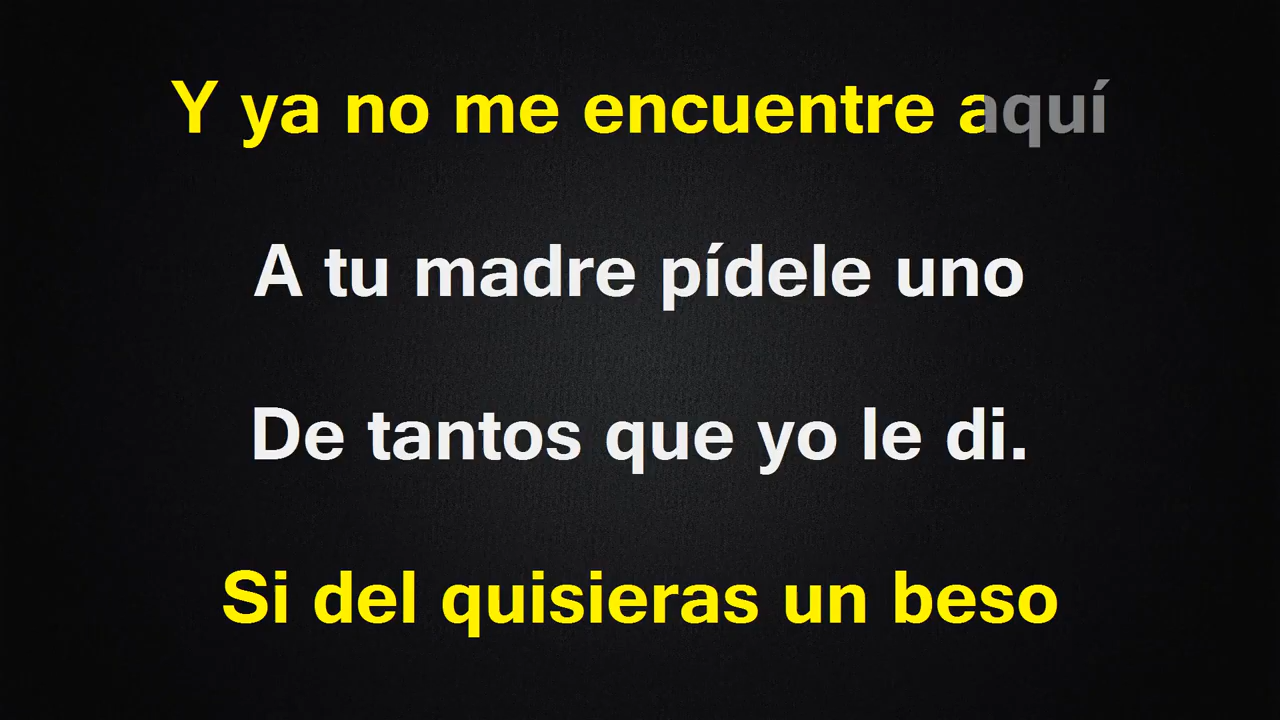 Y ya no me encuentre aquí
A tu madre pídele uno
De tantos que yo le di.
Si del quisieras un beso